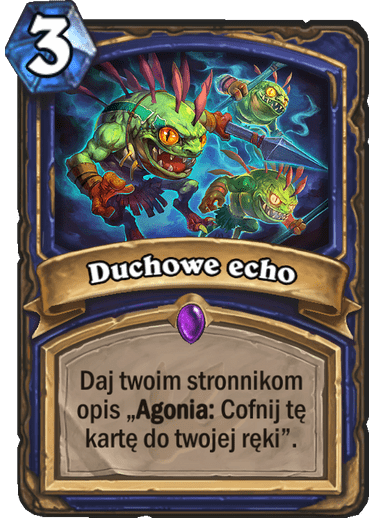 3
Duchowe echo
Daj twoim stronnikom
opis „Agonia: Cofnij tę
kartę do twojej ręki”.